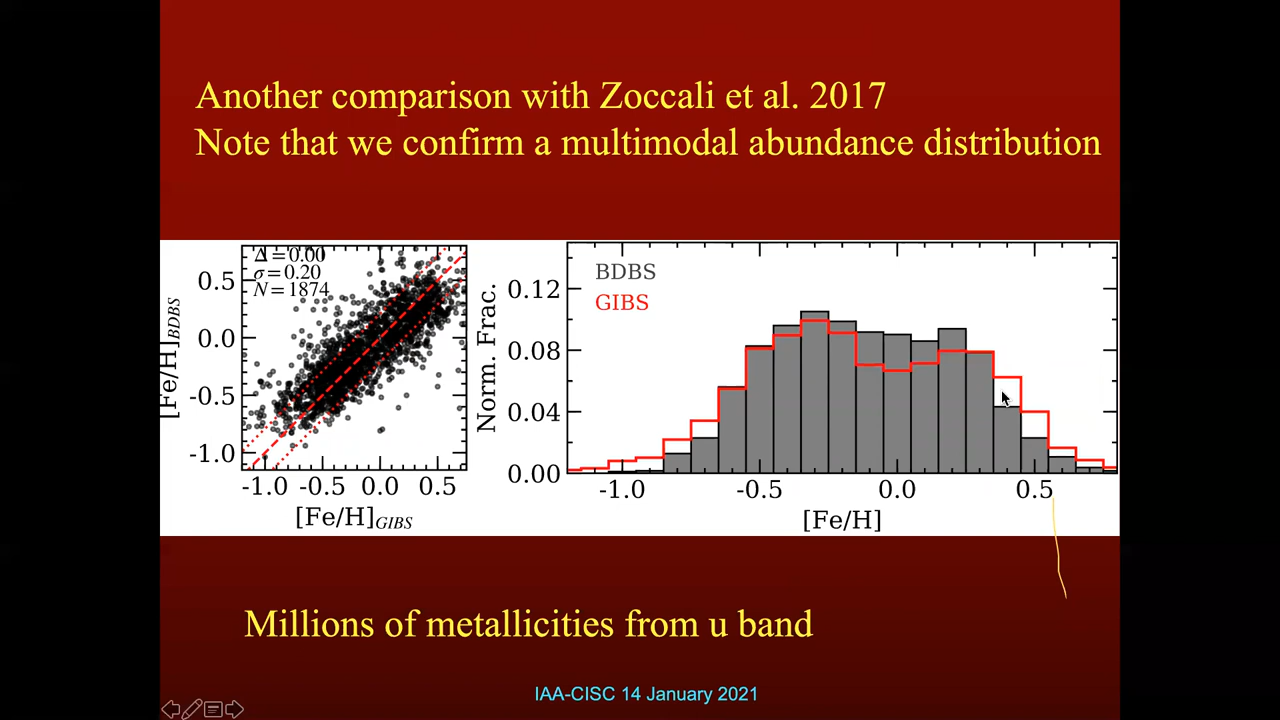 Another comparison with Zoccali et al. 2017
Note that we confirm a multimodal abundance distribution
Δ=0.00
σ=0.20
N=1874
0.5
0.0
-0.5
-1.0
[Fe/H]BDBS
-1.0 -0.5 0.0 0.5
[Fe/H]GIBS
BDBS
GIBS
0.12
0.08
0.04
0.00
Norm. Frac.
-1.0 -0.5 0.0 0.5
[Fe/H]
Millions of metallicities from u band
IAA-CISC 14 January 2021